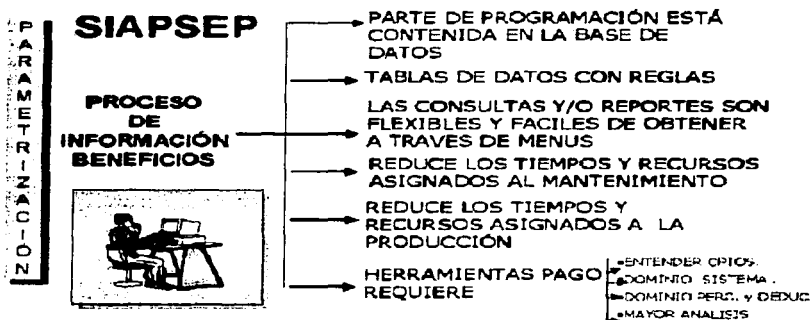 PARAMETRIZACIÓN
SIAPSEP
PROCESO
DE
INFORMACIÓN
BENEFICIOS
PARTE DE PROGRAMACIÓN ESTÁ
CONTENIDA EN LA BASE DE
DATOS
TABLAS DE DATOS CON REGLAS
LAS CONSULTAS Y/O REPORTES SON
FLEXIBLES Y FACILES DE OBTENER
A TRAVES DE MENUS
REDUCE LOS TIEMPOS Y RECURSOS
ASIGNADOS AL MANTENIMIENTO
REDUCE LOS TIEMPOS Y
RECURSOS ASIGNADOS A LA
PRODUCCIÓN
HERRAMIENTAS PAGO
REQUIERE
ENTENDER CPTOS.
DOMINIO SISTEMA.
DOMINIO PERC. y DEDUC
MAYOR ANALISIS